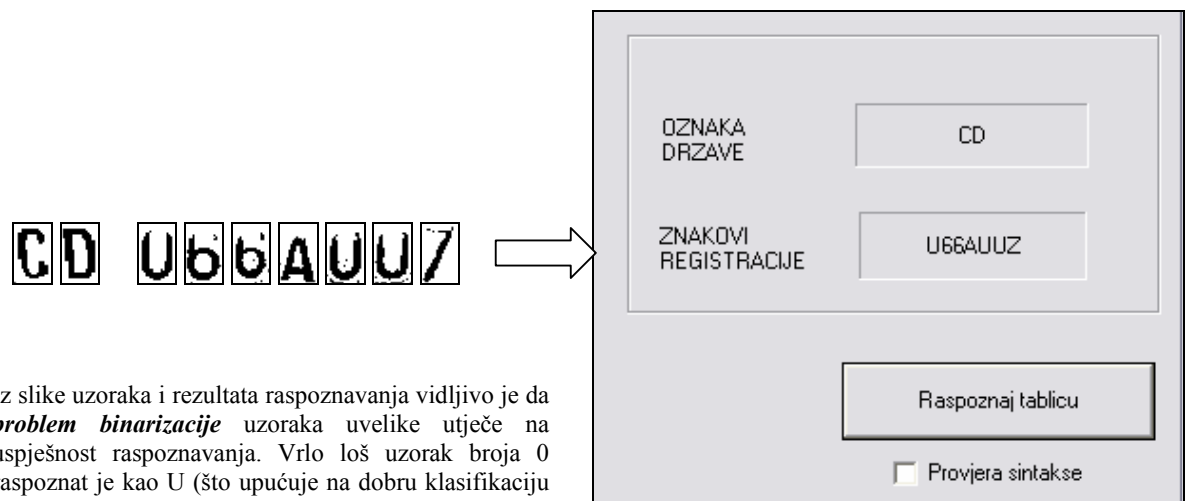 CD U66AUU7
OZNAKA
DRZAVE
CD
ZNAKOVI
REGISTRACIJE
U66AUUZ
Raspoznaj tablicu
Provjera sintakse
z slike uzoraka i rezultata raspoznavanja vidljivo je da
problem binarizacije uzoraka uvelike utječe na
uspješnost raspoznavanja. Vrlo loš uzorak broja 0
raspoznat je kao U (što upućuje na dobru klasifikaciju